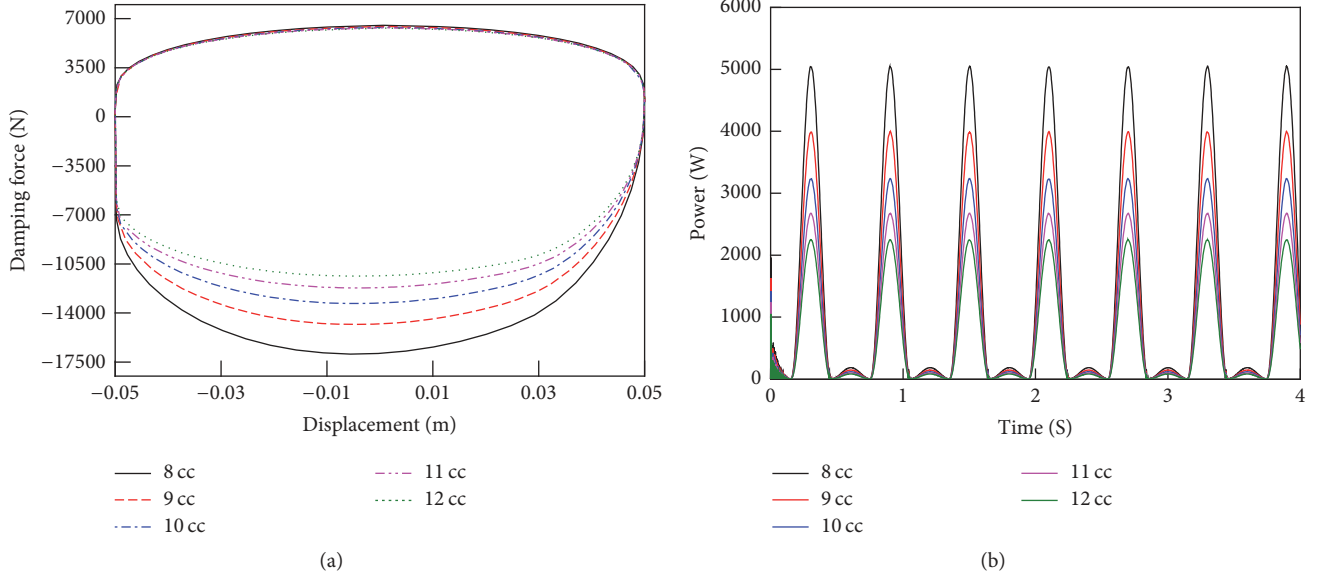 7000
3500
0
−3500
−7000
−10500
−14000
−17500
Damping force (N)
−0.05
−0.03
−0.01
0.01
0.03
0.05
Displacement (m)
8 cc
9 cc
10 cc
11 cc
12 cc
(a)
6000
5000
4000
3000
2000
1000
0
Power (W)
0
1
2
3
4
Time (S)
8 cc
9 cc
10 cc
11 cc
12 cc
(b)